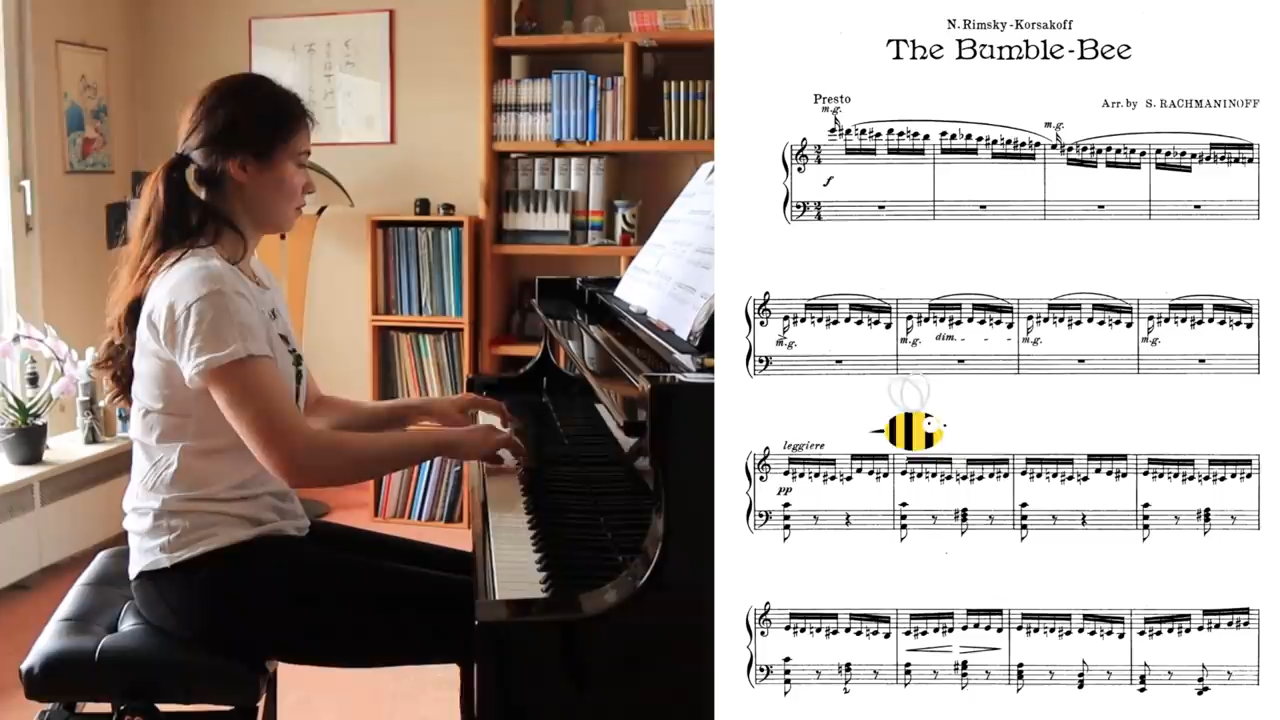 N. Rimsky-Korsakoff
The Bumble-Bee
Presto
Arr. by S. RACHMANINOFF
m.g.
m.g.
f
m.g.
m.g.
dim.
m.g.
m.g.
leggiere
pp